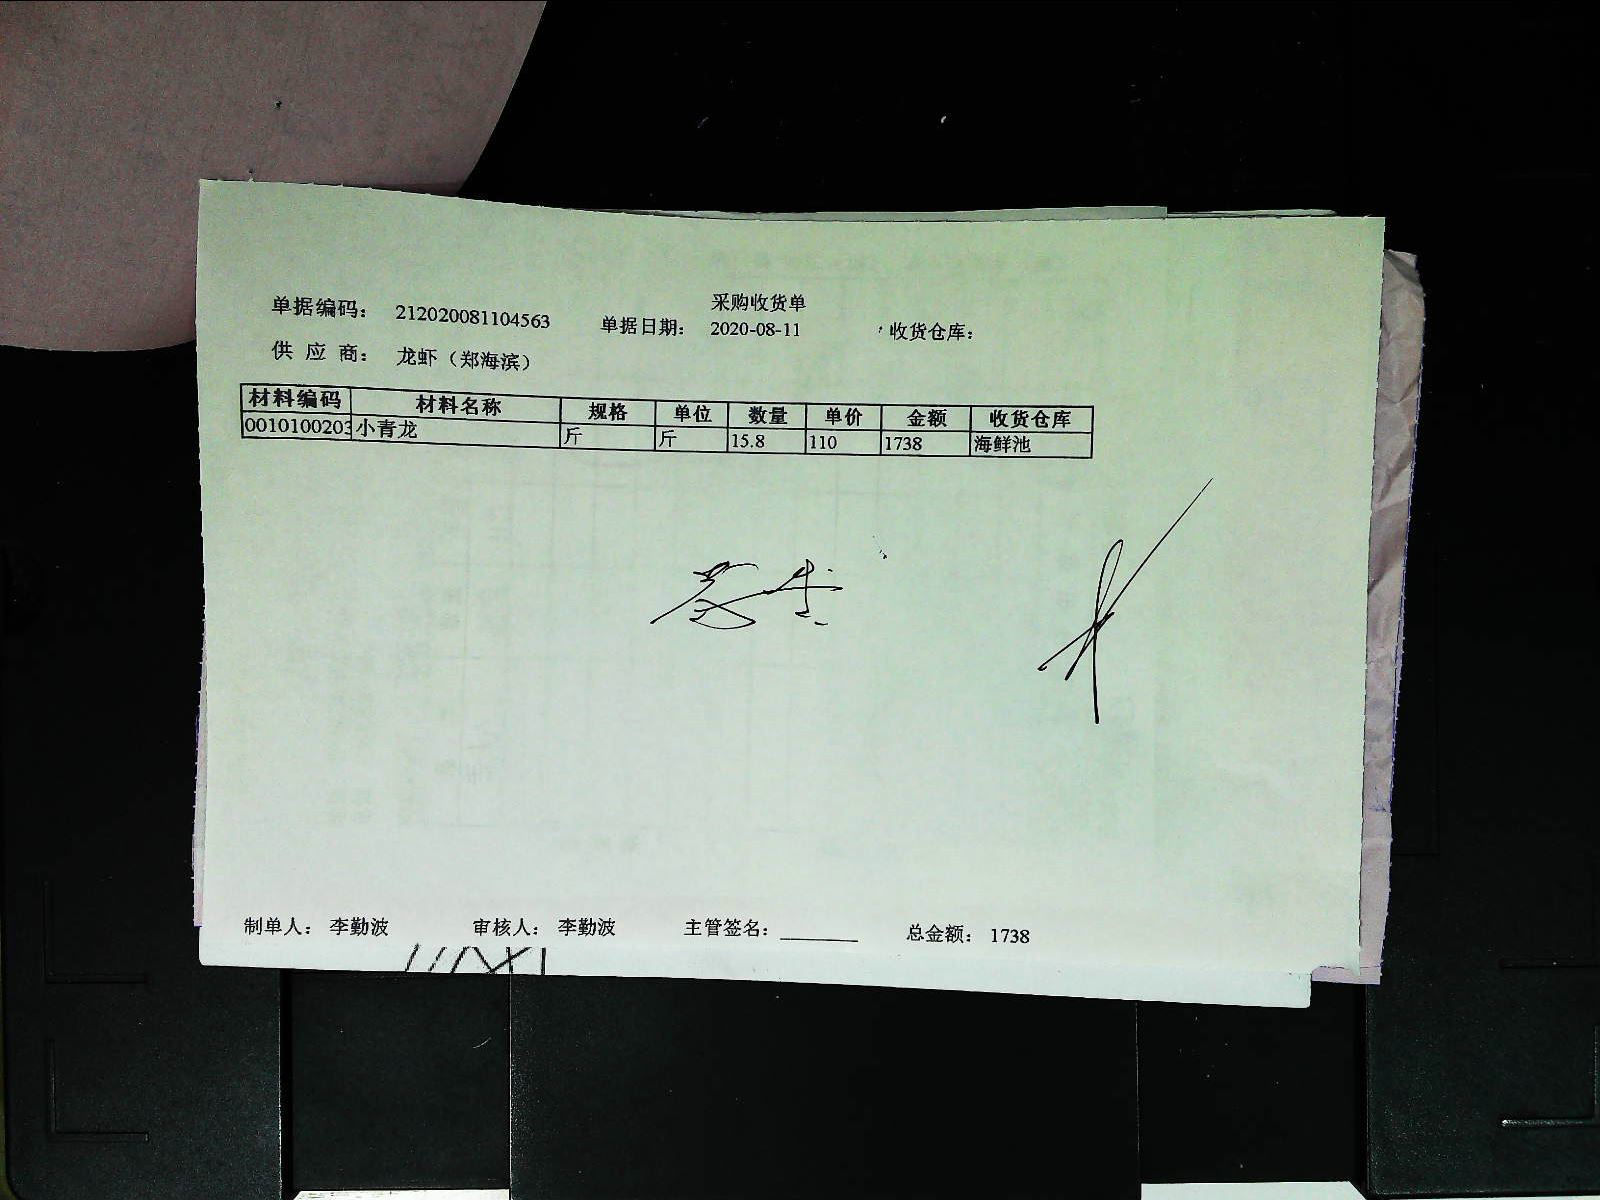 采购收货单
单据编码： 212020081104563 单据日期： 2020-08-11 收货仓库：
供 应 商： 龙虾（郑海滨）
材料编码 材料名称 规格 单位 数量 单价 金额 收货仓库
0010100203 小青龙 斤 斤 15.8 110 1738 海鲜池
制单人： 李勤波 审核人： 李勤波 主管签名： 总金额： 1738